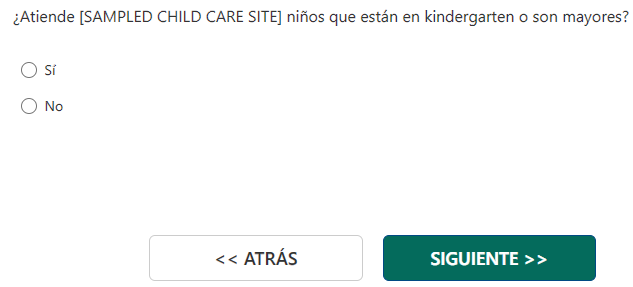 ¿Atiende [SAMPLED CHILD CARE SITE] niños que están en kindergarten o son mayores?
Sí
No
<< ATRÁS
SIGUIENTE >>